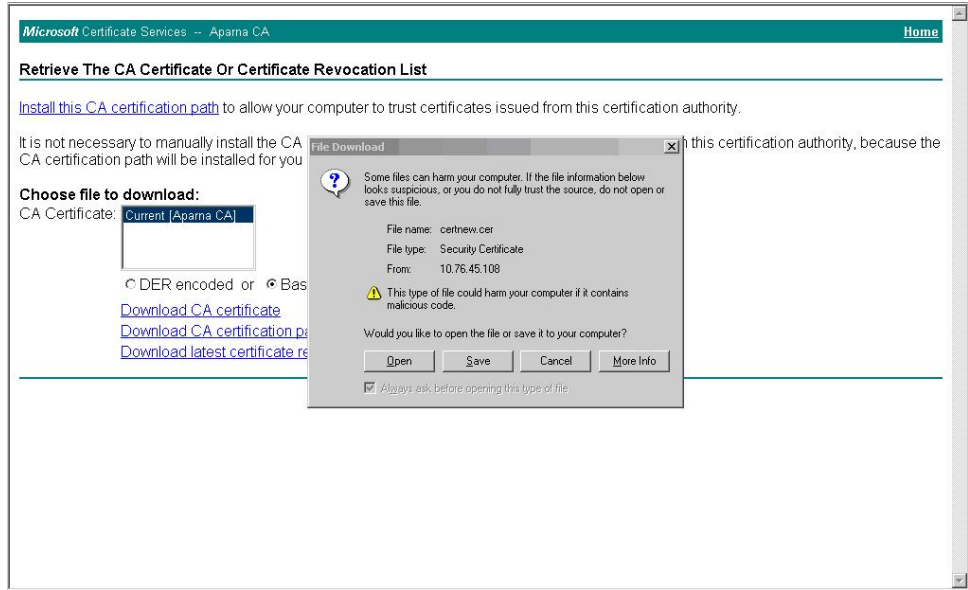 Microsoft Certificate Services -- Aparna CA Home
Retrieve The CA Certificate Or Certificate Revocation List
Install this CA certification path to allow your computer to trust certificates issued from this certification authority.
It is not necessary to manually install the CA
this certification authority, because the
CA certification path will be installed for you
Choose file to download:
CA Certificate: Current [Aparna CA]
DER encoded or Bas
Download CA certificate
Download CA certification
Download latest certificate
File Download
Some files can harm your computer. If the file information below
looks suspicious, or you do not fully trust the source, do not open or
save this file.
File name: certnew.cer
File type: Security Certificate
From: 10.76.45.108
This type of file could harm your computer if it contains
malicious code.
Would you like to open the file or save it to your computer?
Open Save Cancel More Info
Always ask before opening this type of file